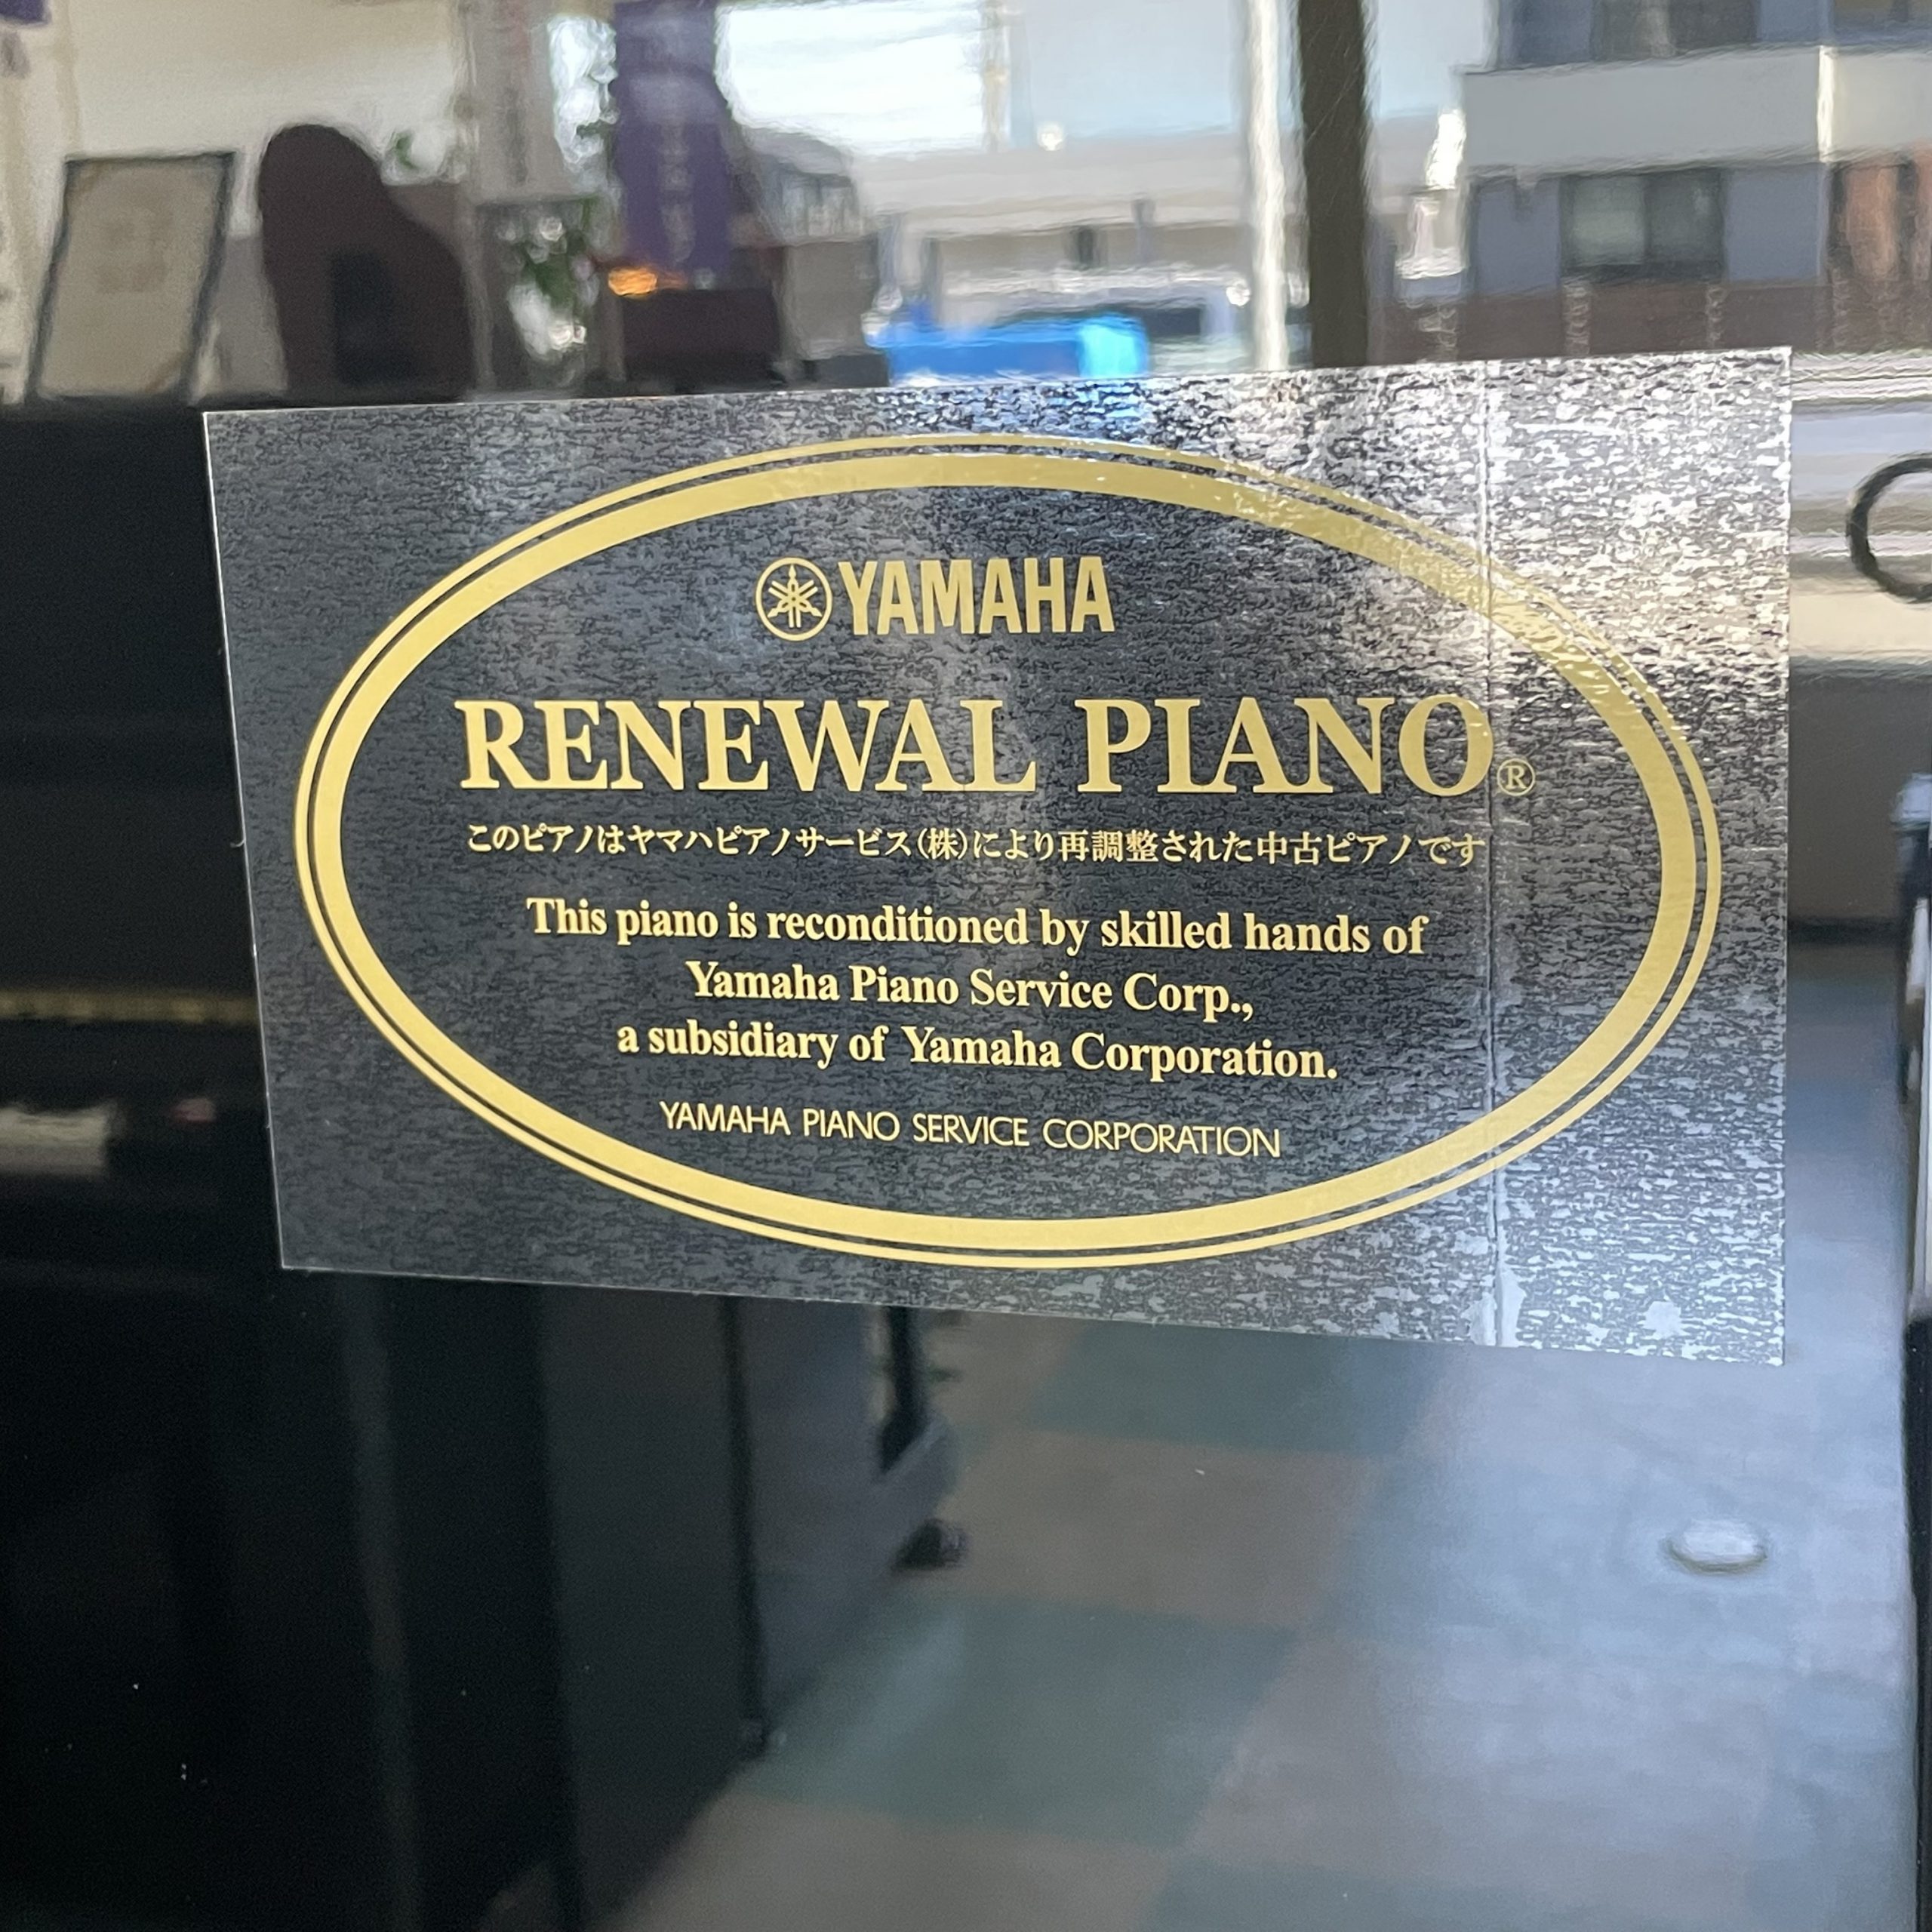 YAMAHA
RENEWAL PIANO®
このピアノはヤマハピアノサービス(株)により再調整された中古ピアノです
This piano is reconditioned by skilled hands of
Yamaha Piano Service Corp.,
a subsidiary of Yamaha Corporation.
YAMAHA PIANO SERVICE CORPORATION